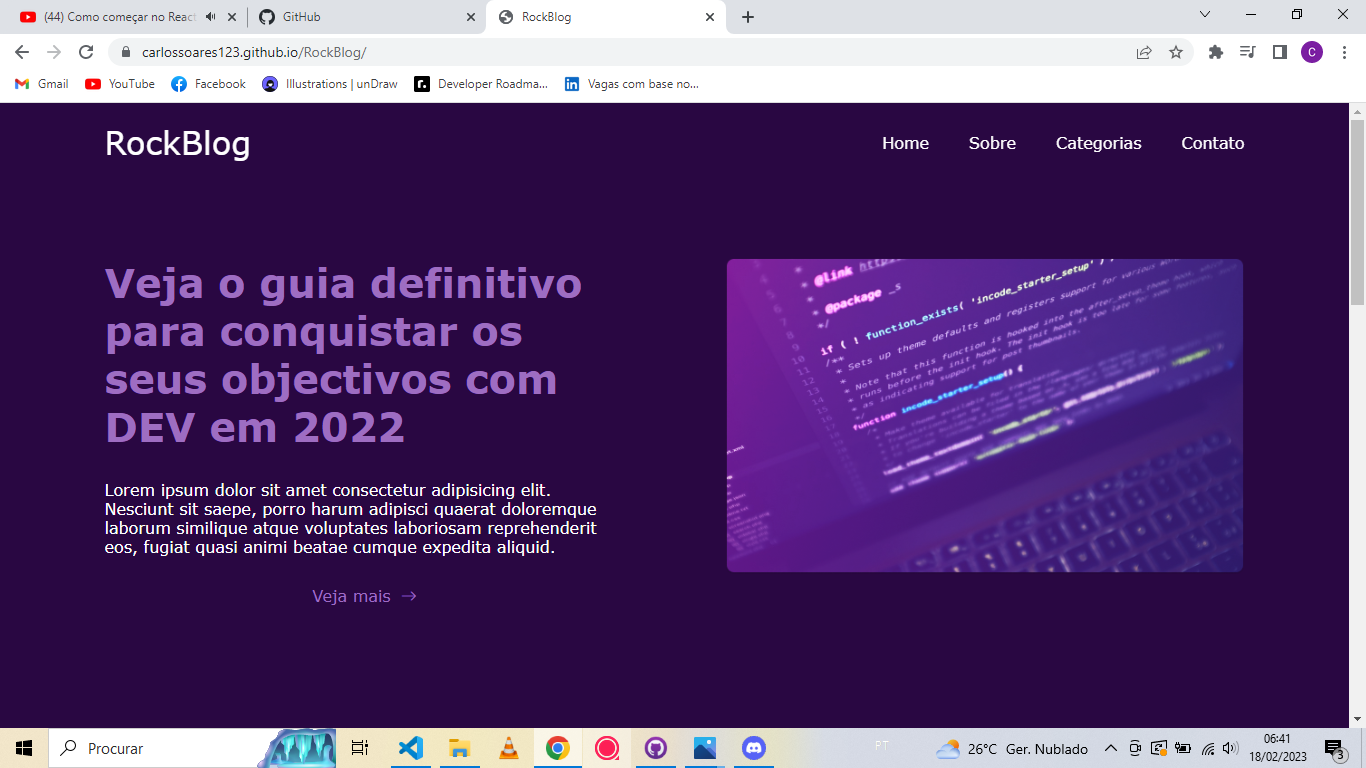 (44) Como começar no React
GitHub
RockBlog
carlossoares123.github.io/RockBlog/
C
Gmail
YouTube
Facebook
Illustrations | unDraw
Developer Roadma...
Vagas com base no...
RockBlog
Home
Sobre
Categorias
Contato
Veja o guia definitivo
para conquistar os
seus objectivos com
DEV em 2022
Lorem ipsum dolor sit amet consectetur adipisicing elit.
Nesciunt sit saepe, porro harum adipisci quaerat doloremque
laborum similique atque voluptates laboriosam reprehenderit
eos, fugiat quasi animi beatae cumque expedita aliquid.
Veja mais
* @link
* @package _s
*/
if ( ! function_exists( 'incode_starter_setup' ) :
/**
* Sets up theme defaults and registers support for various
* Note that this function is hooked into the after_setup_theme hook, which
* runs before the init hook. The init hook is too late for some features,
* as indicating support for post thumbnails.
*/
function incode_starter_setup() {
Procurar
PT
26°C Ger. Nublado
06:41
18/02/2023
3